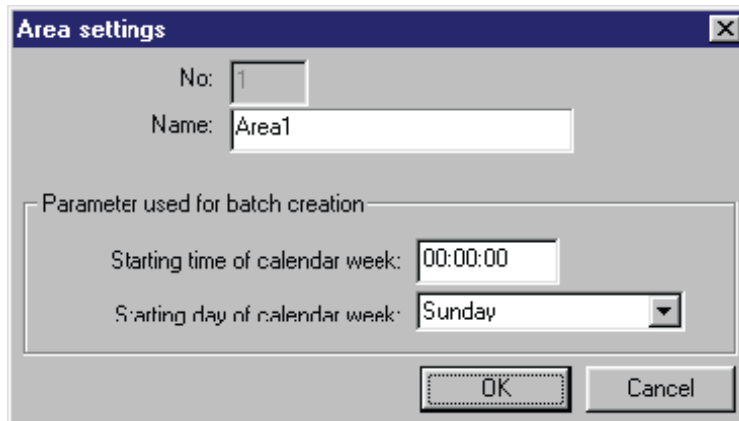 Area settings
No: 1
Name: Area1
Parameter used for batch creation
Starting time of calendar week: 00:00:00
Starting day of calendar week: Sunday
OK Cancel